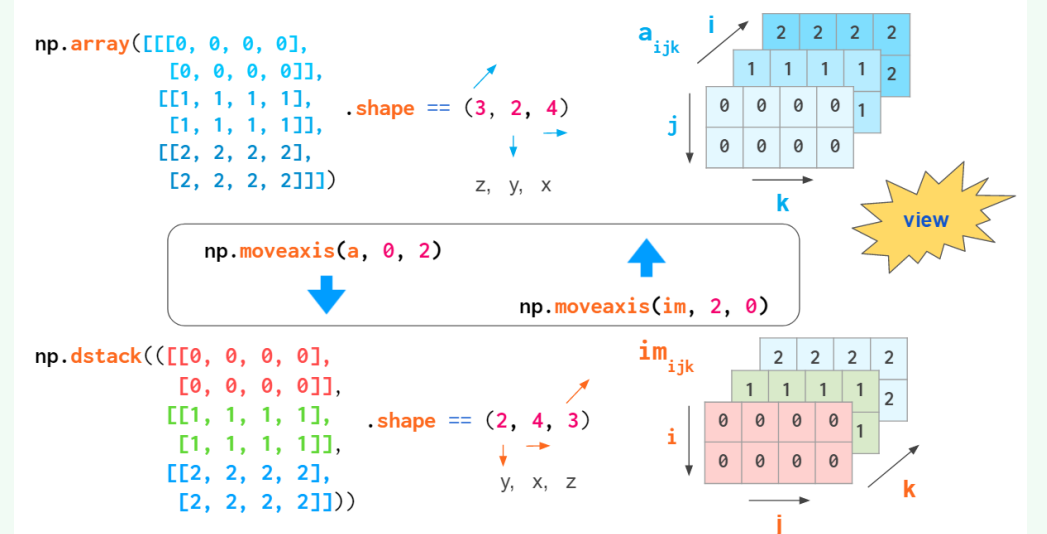 np.array([[[0, 0, 0, 0],
[0, 0, 0, 0]],
[[1, 1, 1, 1],
[1, 1, 1, 1]],
[[2, 2, 2, 2],
[2, 2, 2, 2]]])
.shape == (3, 2, 4)
z, y, x
a ijk
i
j
k
2 2 2 2
2
1 1 1 1
1
0 0 0 0
0 0 0 0
view
np.moveaxis(a, 0, 2)
np.moveaxis(im, 2, 0)
np.dstack(([[0, 0, 0, 0],
[0, 0, 0, 0]],
[[1, 1, 1, 1],
[1, 1, 1, 1]],
[[2, 2, 2, 2],
[2, 2, 2, 2]]))
.shape == (2, 4, 3)
y, x, z
im ijk
i
j
k
2 2 2 2
2
1 1 1 1
1
0 0 0 0
0 0 0 0